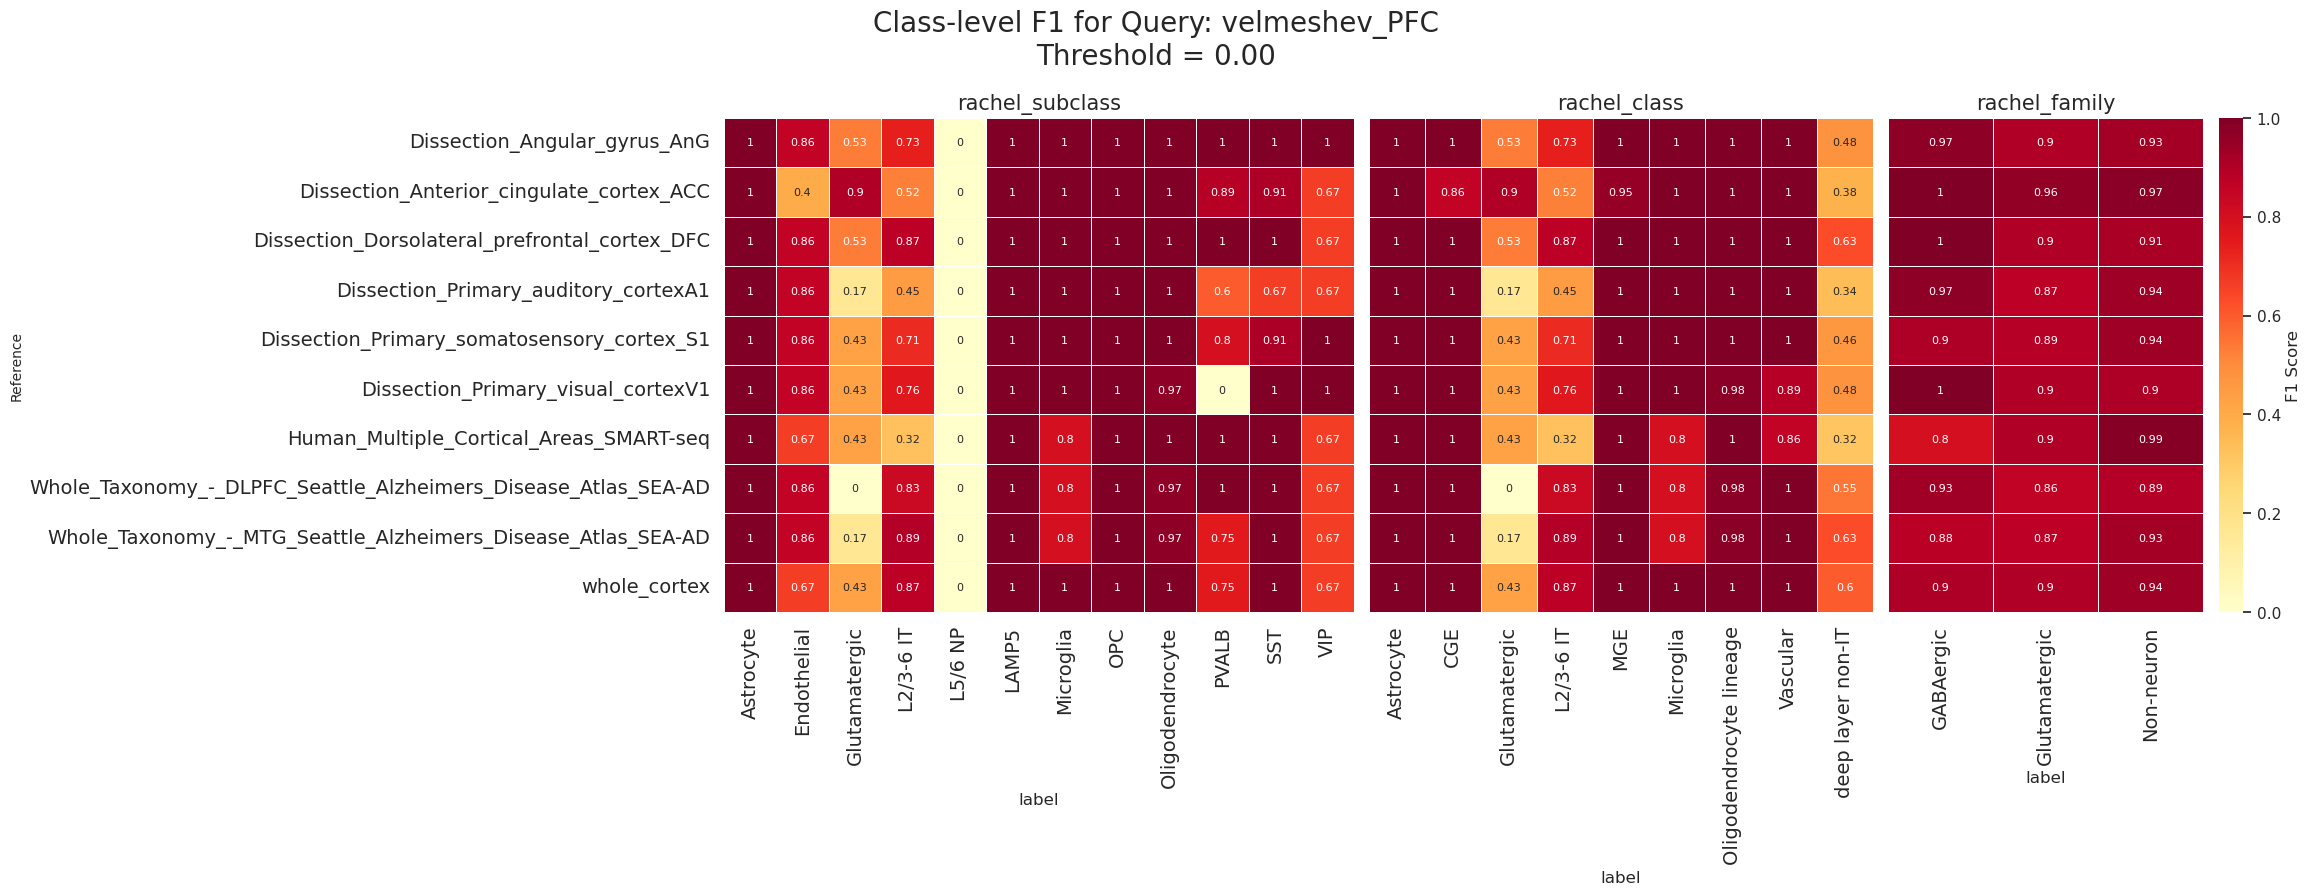 Class-level F1 for Query: velmeshev_PFC
Threshold = 0.00
rachel_subclass rachel_class rachel_family
Dissection_Angular_gyrus_AnG 1 0.86 0.53 0.73 0 1 1 1 1 1 1 1 1 1 0.53 0.73 1 1 1 1 0.48 0.97 0.9 0.93
Dissection_Anterior_cingulate_cortex_ACC 1 0.4 0.9 0.52 0 1 1 1 1 0.89 0.91 0.67 1 0.86 0.9 0.52 0.95 1 1 1 0.38 1 0.96 0.97
Dissection_Dorsolateral_prefrontal_cortex_DFC 1 0.86 0.53 0.87 0 1 1 1 1 1 1 0.67 1 1 0.53 0.87 1 1 1 1 0.63 1 0.9 0.91
Dissection_Primary_auditory_cortexA1 1 0.86 0.17 0.45 0 1 1 1 1 0.6 0.67 0.67 1 1 0.17 0.45 1 1 1 1 0.34 0.97 0.87 0.94
Dissection_Primary_somatosensory_cortex_S1 1 0.86 0.43 0.71 0 1 1 1 1 0.8 0.91 1 1 1 0.43 0.71 1 1 1 1 0.46 0.9 0.89 0.94
Dissection_Primary_visual_cortexV1 1 0.86 0.43 0.76 0 1 1 1 0.97 0 1 1 1 1 0.43 0.76 1 1 0.98 0.89 0.48 1 0.9 0.9
Human_Multiple_Cortical_Areas_SMART-seq 1 0.67 0.43 0.32 0 1 0.8 1 1 1 1 0.67 1 1 0.43 0.32 1 0.8 1 0.86 0.32 0.8 0.9 0.99
Whole_Taxonomy_-_DLPFC_Seattle_Alzheimers_Disease_Atlas_SEA-AD 1 0.86 0 0.83 0 1 0.8 1 0.97 1 1 0.67 1 1 0 0.83 1 0.8 0.98 1 0.55 0.93 0.86 0.89
Whole_Taxonomy_-_MTG_Seattle_Alzheimers_Disease_Atlas_SEA-AD 1 0.86 0.17 0.89 0 1 0.8 1 0.97 0.75 1 0.67 1 1 0.17 0.89 1 0.8 0.98 1 0.63 0.88 0.87 0.93
whole_cortex 1 0.67 0.43 0.87 0 1 1 1 1 0.75 1 0.67 1 1 0.43 0.87 1 1 1 1 0.6 0.9 0.9 0.94
Reference
Astrocyte
Endothelial
Glutamatergic
L2/3-6 IT
L5/6 NP
LAMP5
Microglia
OPC
Oligodendrocyte
PVALB
SST
VIP
label
Astrocyte
CGE
Glutamatergic
L2/3-6 IT
MGE
Microglia
Oligodendrocyte lineage
Vascular
deep layer non-IT
label
GABAergic
Glutamatergic
Non-neuron
label
1.0
0.8
0.6
0.4
0.2
0.0
F1 Score